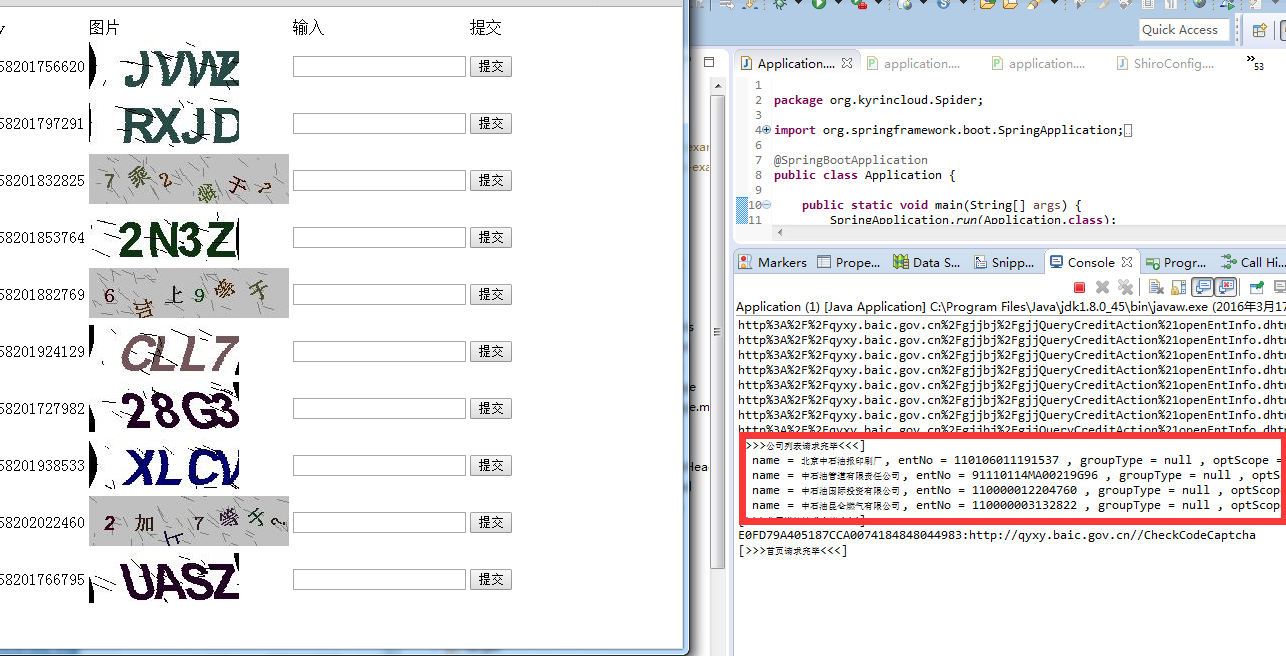 y 图片 输入 提交
58201756620 JVWZ 提交
58201797291 RXJD 提交
58201832825 7乘2等于? 提交
58201853764 2N3Z 提交
58201882769 6 上9等于 提交
58201924129 CLL7 提交
58201727982 28G3 提交
58201938533 XLCV 提交
58202022460 2加上7等于? 提交
58201766795 UASZ 提交
Quick Access
Application.... application.... application.... ShiroConfig.... »53
1
2 package org.kyrincloud.Spider;
3
4 import org.springframework.boot.SpringApplication;
6
7 @SpringBootApplication
8 public class Application {
9
10 public static void main(String[] args) {
11 SpringApplication.run(Application.class);
Markers Prope... Data S... Snipp... Console Progr... Call Hi...
Application (1) [Java Application] C:\Program Files\Java\jdk1.8.0_45\bin\javaw.exe (2016年3月17
http%3A%2F%2Fqyxy.baic.gov.cn%2Fgjjbj%2FgjjQueryCreditAction%21openEntInfo.dhtm
http%3A%2F%2Fqyxy.baic.gov.cn%2Fgjjbj%2FgjjQueryCreditAction%21openEntInfo.dhtm
http%3A%2F%2Fqyxy.baic.gov.cn%2Fgjjbj%2FgjjQueryCreditAction%21openEntInfo.dhtm
http%3A%2F%2Fqyxy.baic.gov.cn%2Fgjjbj%2FgjjQueryCreditAction%21openEntInfo.dhtm
http%3A%2F%2Fqyxy.baic.gov.cn%2Fgjjbj%2FgjjQueryCreditAction%21openEntInfo.dhtm
http%3A%2F%2Fqyxy.baic.gov.cn%2Fgjjbj%2FgjjQueryCreditAction%21openEntInfo.dhtm
http%3A%2F%2Fqyxy.baic.gov.cn%2Fgjjbj%2FgjjQueryCreditAction%21openEntInfo.dhtm
http%3A%2F%2Fqyxy.baic.gov.cn%2Fgjjbj%2FgjjQueryCreditAction%21openEntInfo.dhtm
>>>公司列表请求完毕<<<]
name = 北京中石油报印刷厂, entNo = 110106011191537 , groupType = null , optScope =
name = 中石油管道有限责任公司, entNo = 91110114MA00219G96 , groupType = null , optS
name = 中石油国际投资有限公司, entNo = 110000012204760 , groupType = null , optScop
name = 中石油昆仑燃气有限公司, entNo = 110000003132822 , groupType = null , optScop
E0FD79A405187CCA0074184848044983:http://qyxy.baic.gov.cn//CheckCodeCaptcha
[>>>首页请求完毕<<<]